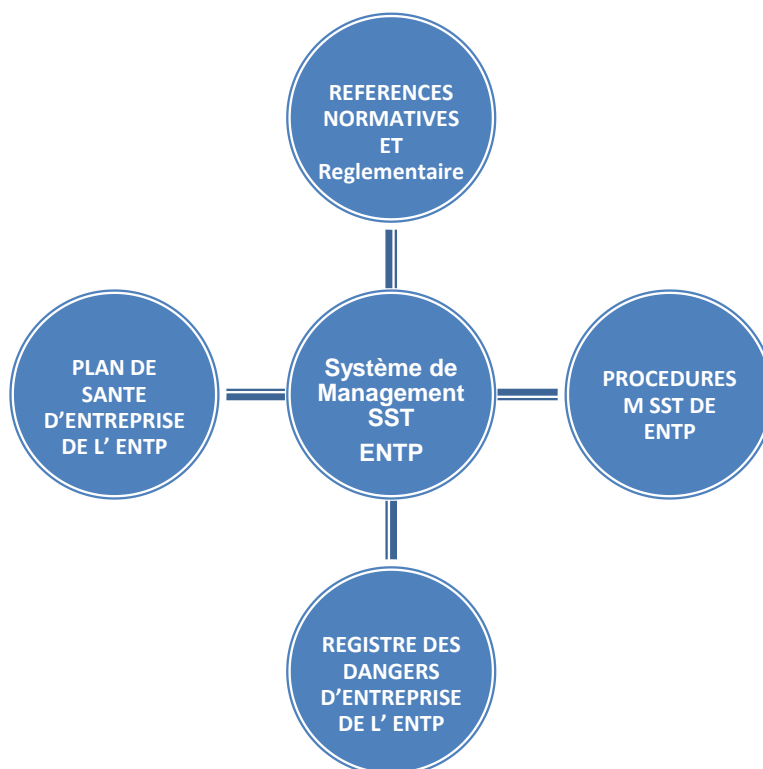 REFERENCES
NORMATIVES
ET
Reglementaire
PLAN DE
SANTE
D'ENTREPRISE
DE L' ENTP
Système de
Management
SST
ENTP
PROCEDURES
M SST DE
ENTP
REGISTRE DES
DANGERS
D'ENTREPRISE
DE L' ENTP